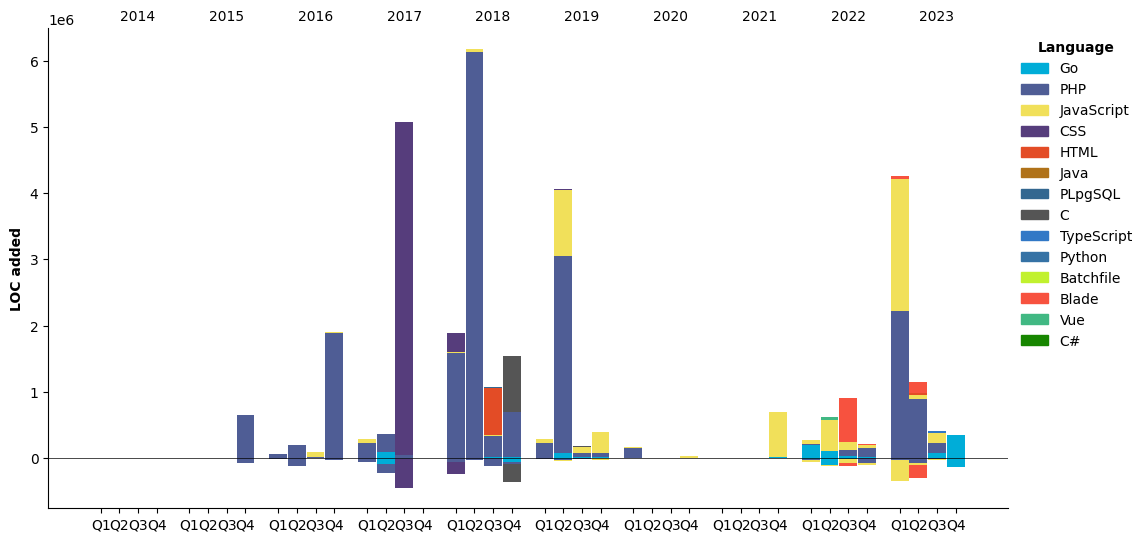 1e6
2014 2015 2016 2017 2018 2019 2020 2021 2022 2023
LOC added
6
5
4
3
2
1
0
Q1Q2Q3Q4 Q1Q2Q3Q4 Q1Q2Q3Q4 Q1Q2Q3Q4 Q1Q2Q3Q4 Q1Q2Q3Q4 Q1Q2Q3Q4 Q1Q2Q3Q4 Q1Q2Q3Q4 Q1Q2Q3Q4
Language
Go
PHP
JavaScript
CSS
HTML
Java
PLpgSQL
C
TypeScript
Python
Batchfile
Blade
Vue
C#